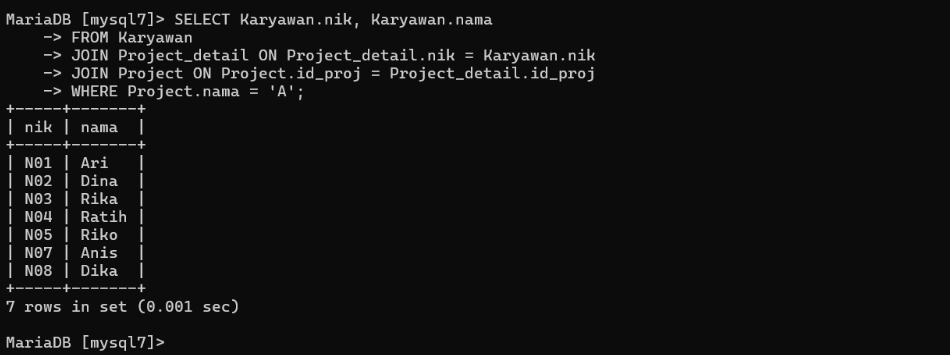 MariaDB [mysql7]> SELECT Karyawan.nik, Karyawan.nama
    -> FROM Karyawan
    -> JOIN Project_detail ON Project_detail.nik = Karyawan.nik
    -> JOIN Project ON Project.id_proj = Project_detail.id_proj
    -> WHERE Project.nama = 'A';
+-----+-------+
| nik | nama  |
+-----+-------+
| N01 | Ari   |
| N02 | Dina  |
| N03 | Rika  |
| N04 | Ratih |
| N05 | Riko  |
| N07 | Anis  |
| N08 | Dika  |
+-----+-------+
7 rows in set (0.001 sec)

MariaDB [mysql7]>